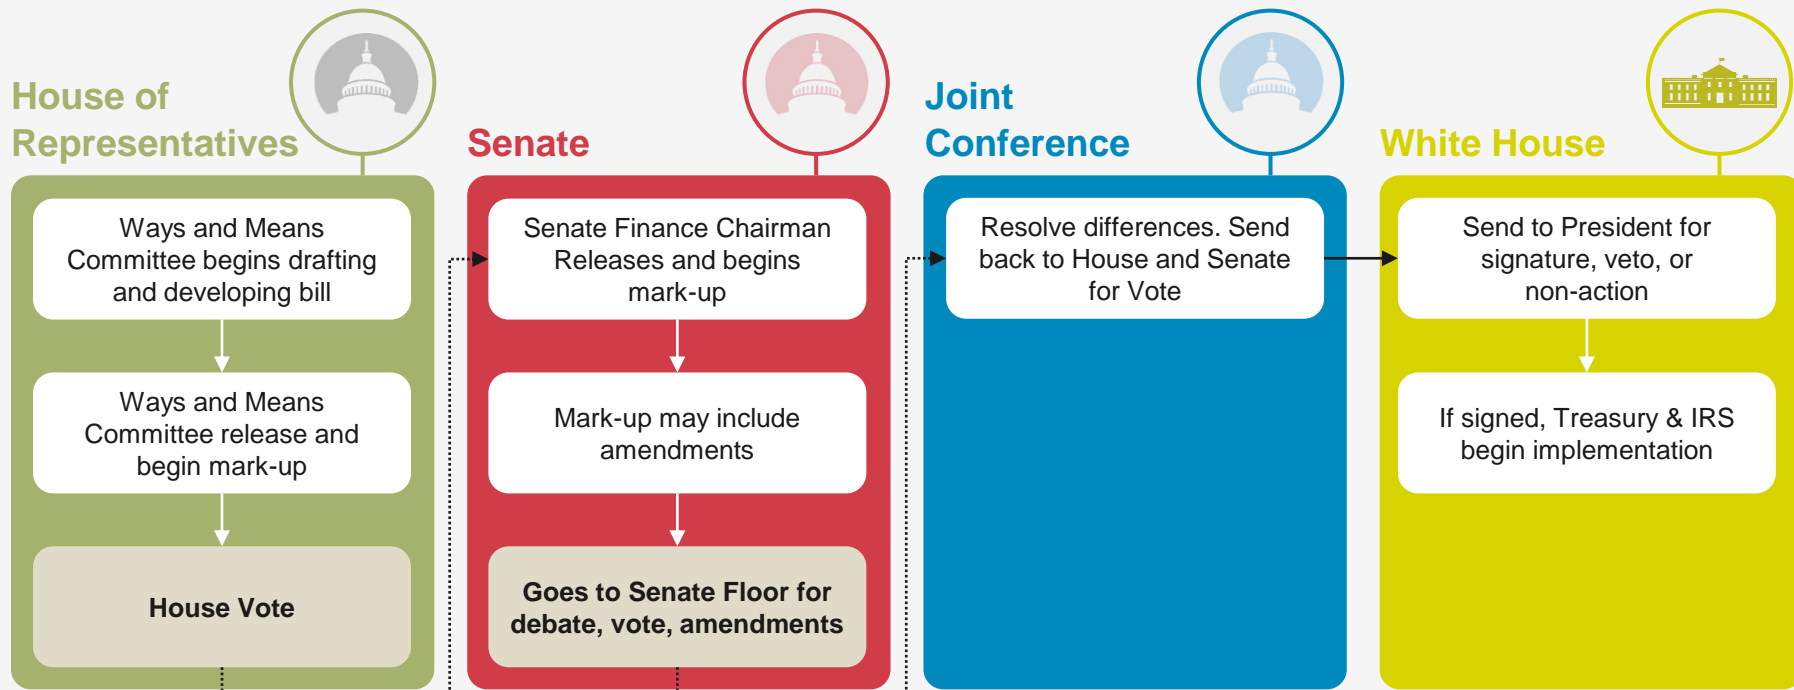 House of
Representatives
Ways and Means
Committee begins drafting
and developing bill
Ways and Means
Committee release and
begin mark-up
House Vote
Senate
Senate Finance Chairman
Releases and begins
mark-up
Mark-up may include
amendments
Goes to Senate Floor for
debate, vote, amendments
Joint
Conference
Resolve differences. Send
back to House and Senate
for Vote
White House
Send to President for
signature, veto, or
non-action
If signed, Treasury & IRS
begin implementation